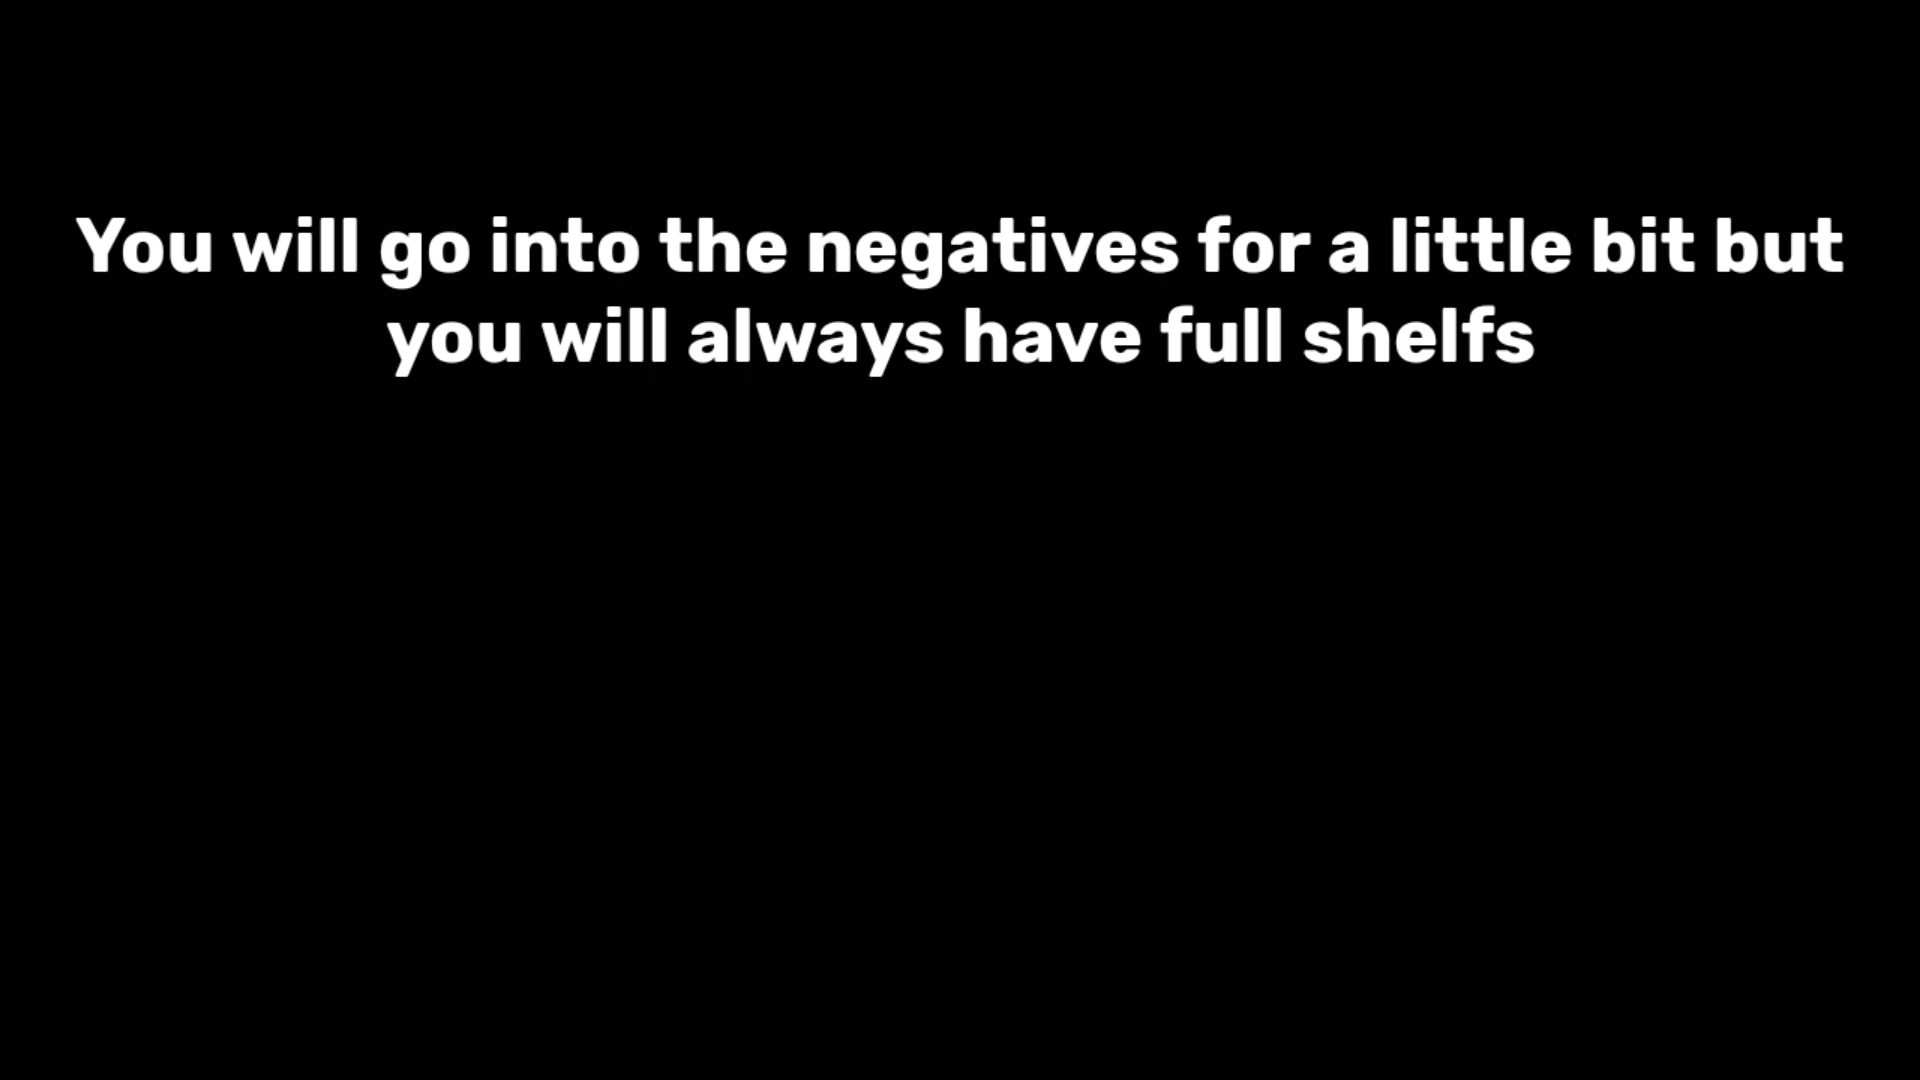 You will go into the negatives for a little bit but
you will always have full shelfs